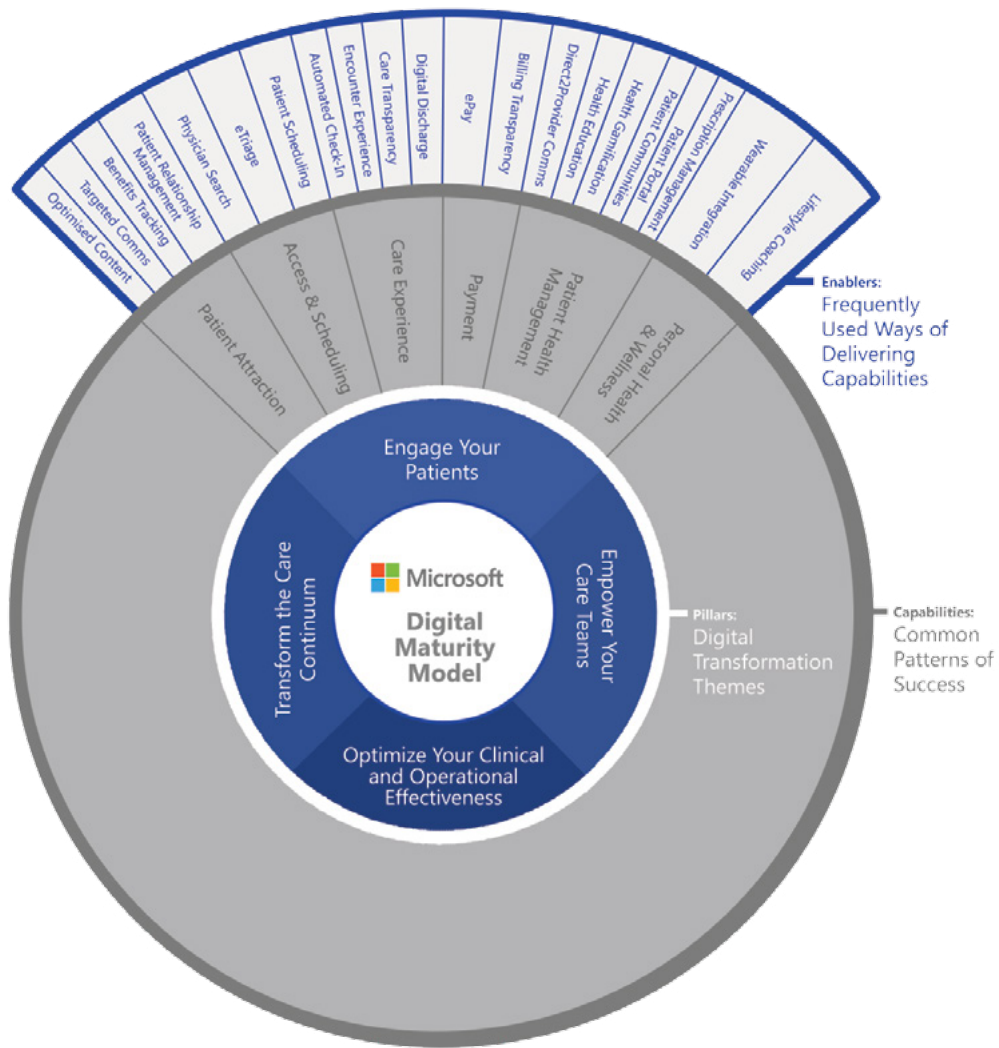 Optimised Content
Targeted Comms
Benefits Tracking
Patient Relationship
Management
Physician Search
eTriage
Patient Scheduling
Automated Check-In
Encounter Experience
Care Transparency
Digital Discharge
ePay
Billing Transparency
Direct2Provider Comms
Health Education
Health Gamification
Patient Communities
Patient Portal
Prescription Management
Wearable Integration
Lifestyle Coaching
Patient Attraction
Access & Scheduling
Care Experience
Payment
Patient Health
Management
Personal Health
& Wellness
Enablers:
Frequently
Used Ways of
Delivering
Capabilities
Engage Your
Patients
Transform the Care
Continuum
Microsoft
Digital
Maturity
Model
Empower Your
Care Teams
Optimize Your Clinical
and Operational
Effectiveness
Pillars:
Digital
Transformation
Themes
Capabilities:
Common
Patterns of
Success